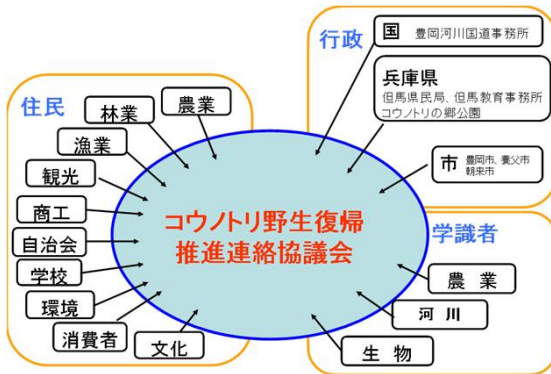 行政
国 豊岡河川国道事務所
兵庫県
但馬県民局、但馬教育事務所
コウノトリの郷公園
市 豊岡市、養父市
朝来市
住民
農業
林業
漁業
観光
商工
自治会
学校
環境
消費者
文化
コウノトリ野生復帰
推進連絡協議会
学識者
農業
河川
生物